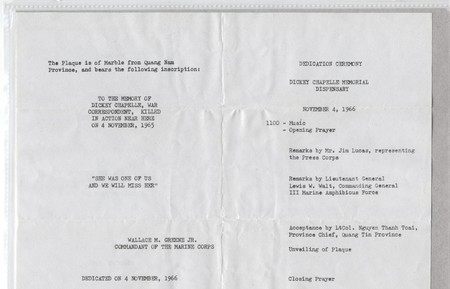 The Plaque is of Marble from Quang Nam
Province, and bears the following inscription:
TO THE MEMORY OF
DICKEY CHAPELLE, WAR
CORRESPONDENT, KILLED
IN ACTION NEAR HERE
ON 4 NOVEMBER, 1965
"SHE WAS ONE OF US
AND WE WILL MISS HER"
WALLACE M. GREENE JR.
COMMANDANT OF THE MARINE CORPS
DEDICATED ON 4 NOVEMBER, 1966
DEDICATION CEREMONY
DICKEY CHAPELLE MEMORIAL
DISPENSARY
NOVEMBER 4, 1966
1100 - Music
- Opening Prayer
Remarks by Mr. Jim Lucas, representing
the Press Corps
Remarks by Lieutenant General
Lewis W. Walt, Commanding General
III Marine Amphibious Force
Acceptance by LtCol. Nguyen Thanh Toai,
Province Chief, Quang Tin Province
Unveiling of Plaque
Closing Prayer